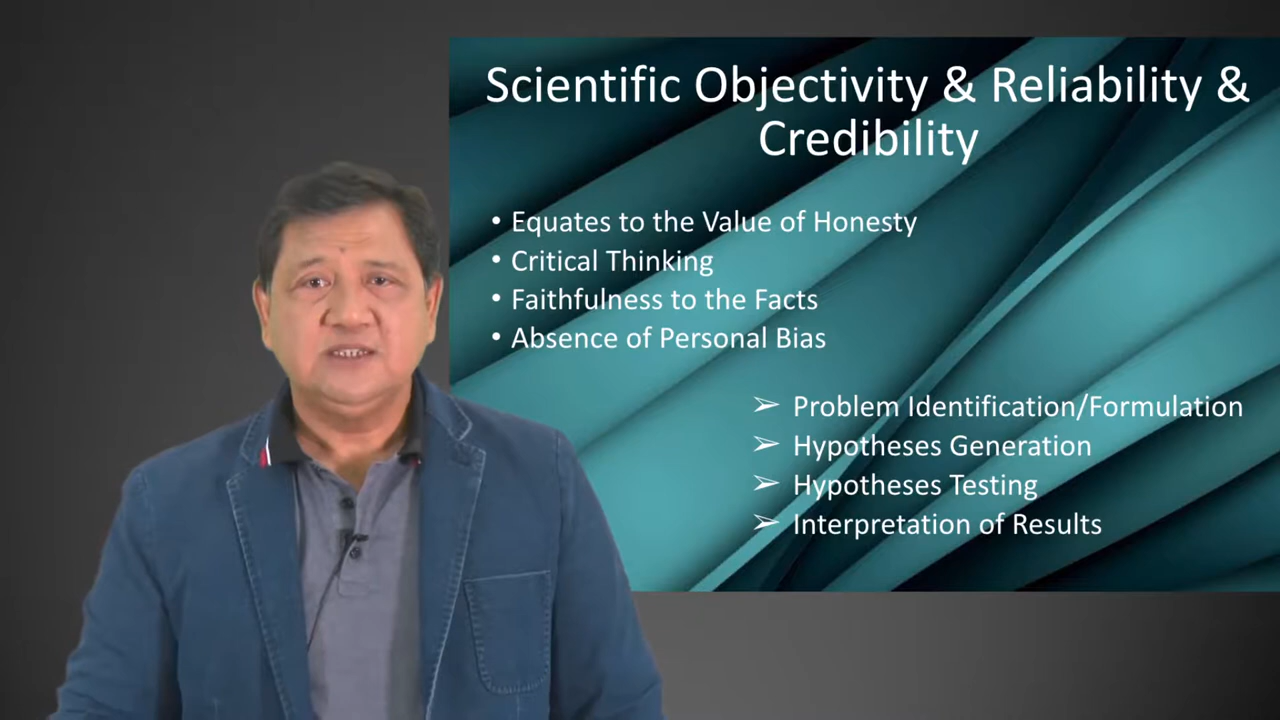 Scientific Objectivity & Reliability &
Credibility
• Equates to the Value of Honesty
• Critical Thinking
• Faithfulness to the Facts
• Absence of Personal Bias
➢ Problem Identification/Formulation
➢ Hypotheses Generation
➢ Hypotheses Testing
➢ Interpretation of Results